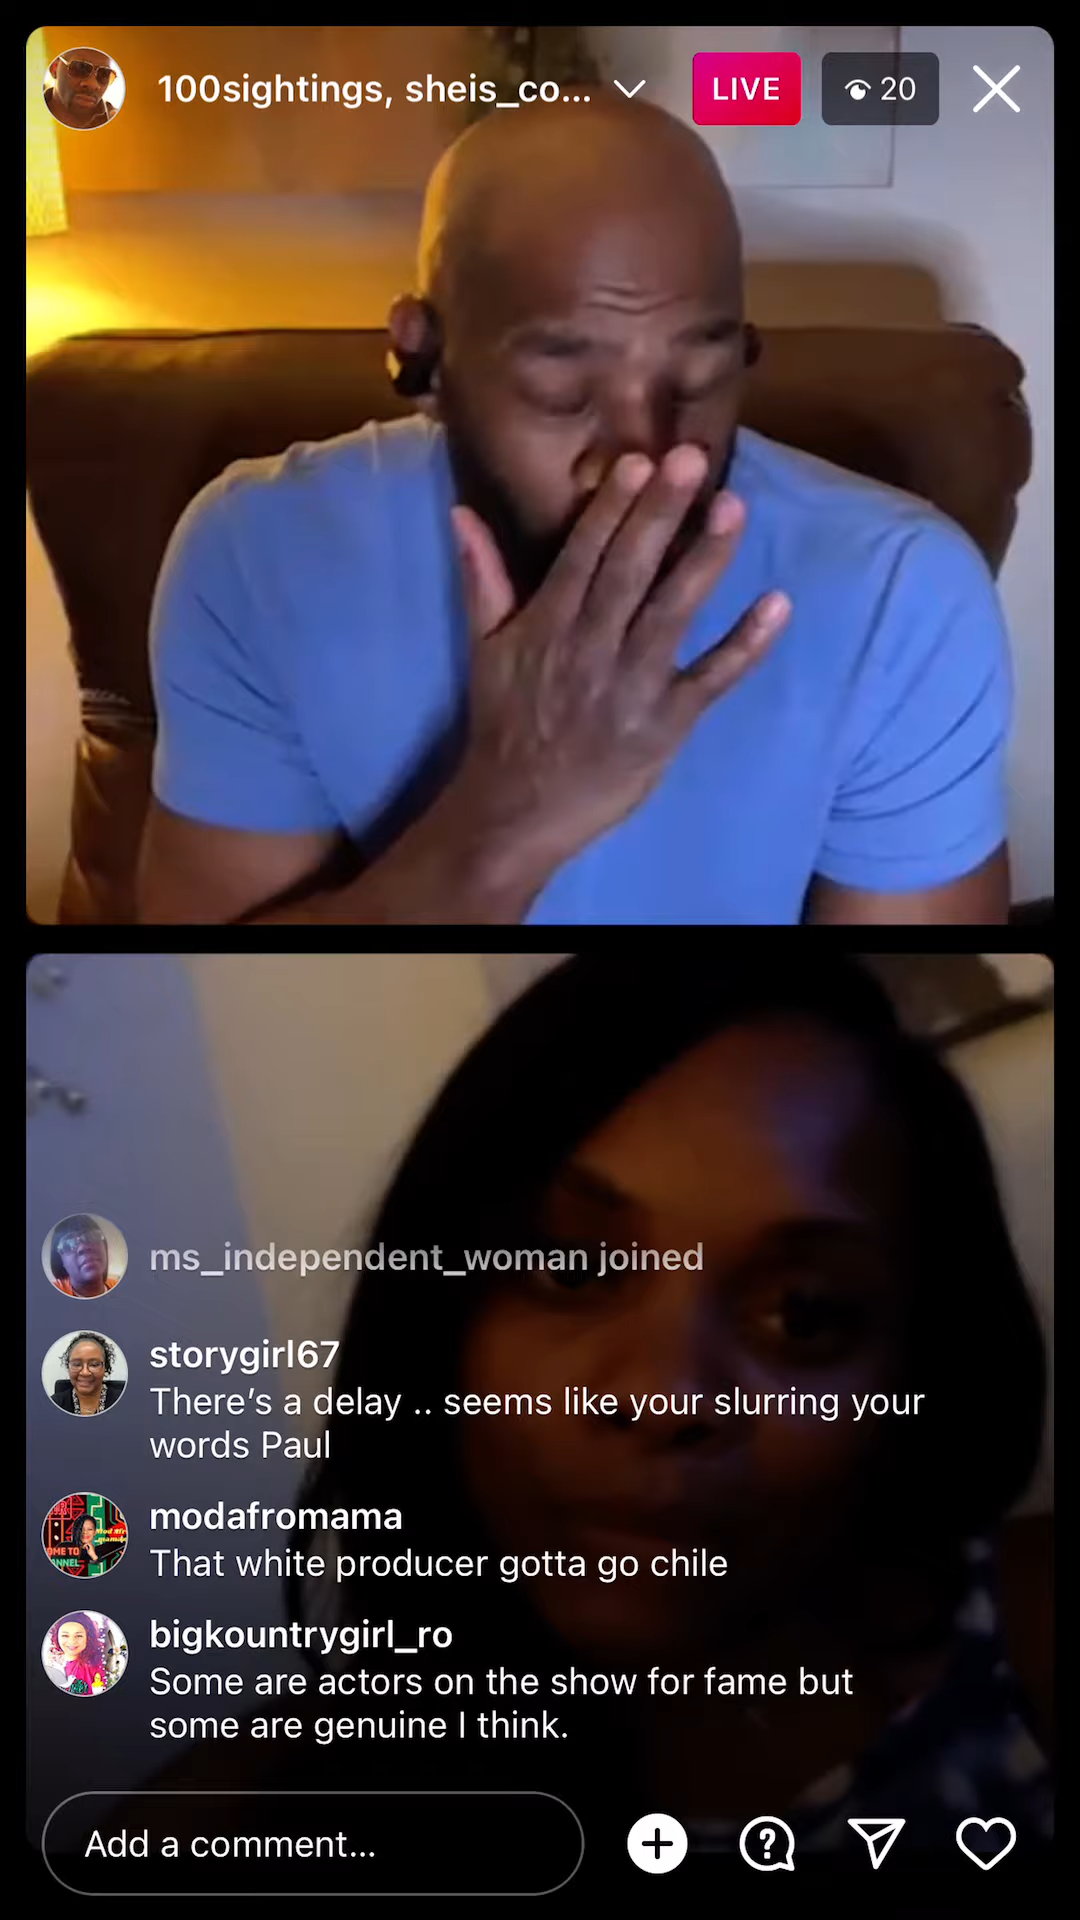 100sightings, sheis_co...
LIVE
20
ms_independent_woman joined
storygirl67
There’s a delay .. seems like your slurring your
words Paul
modafromama
That white producer gotta go chile
bigkountrygirl_ro
Some are actors on the show for fame but
some are genuine I think.
Add a comment...